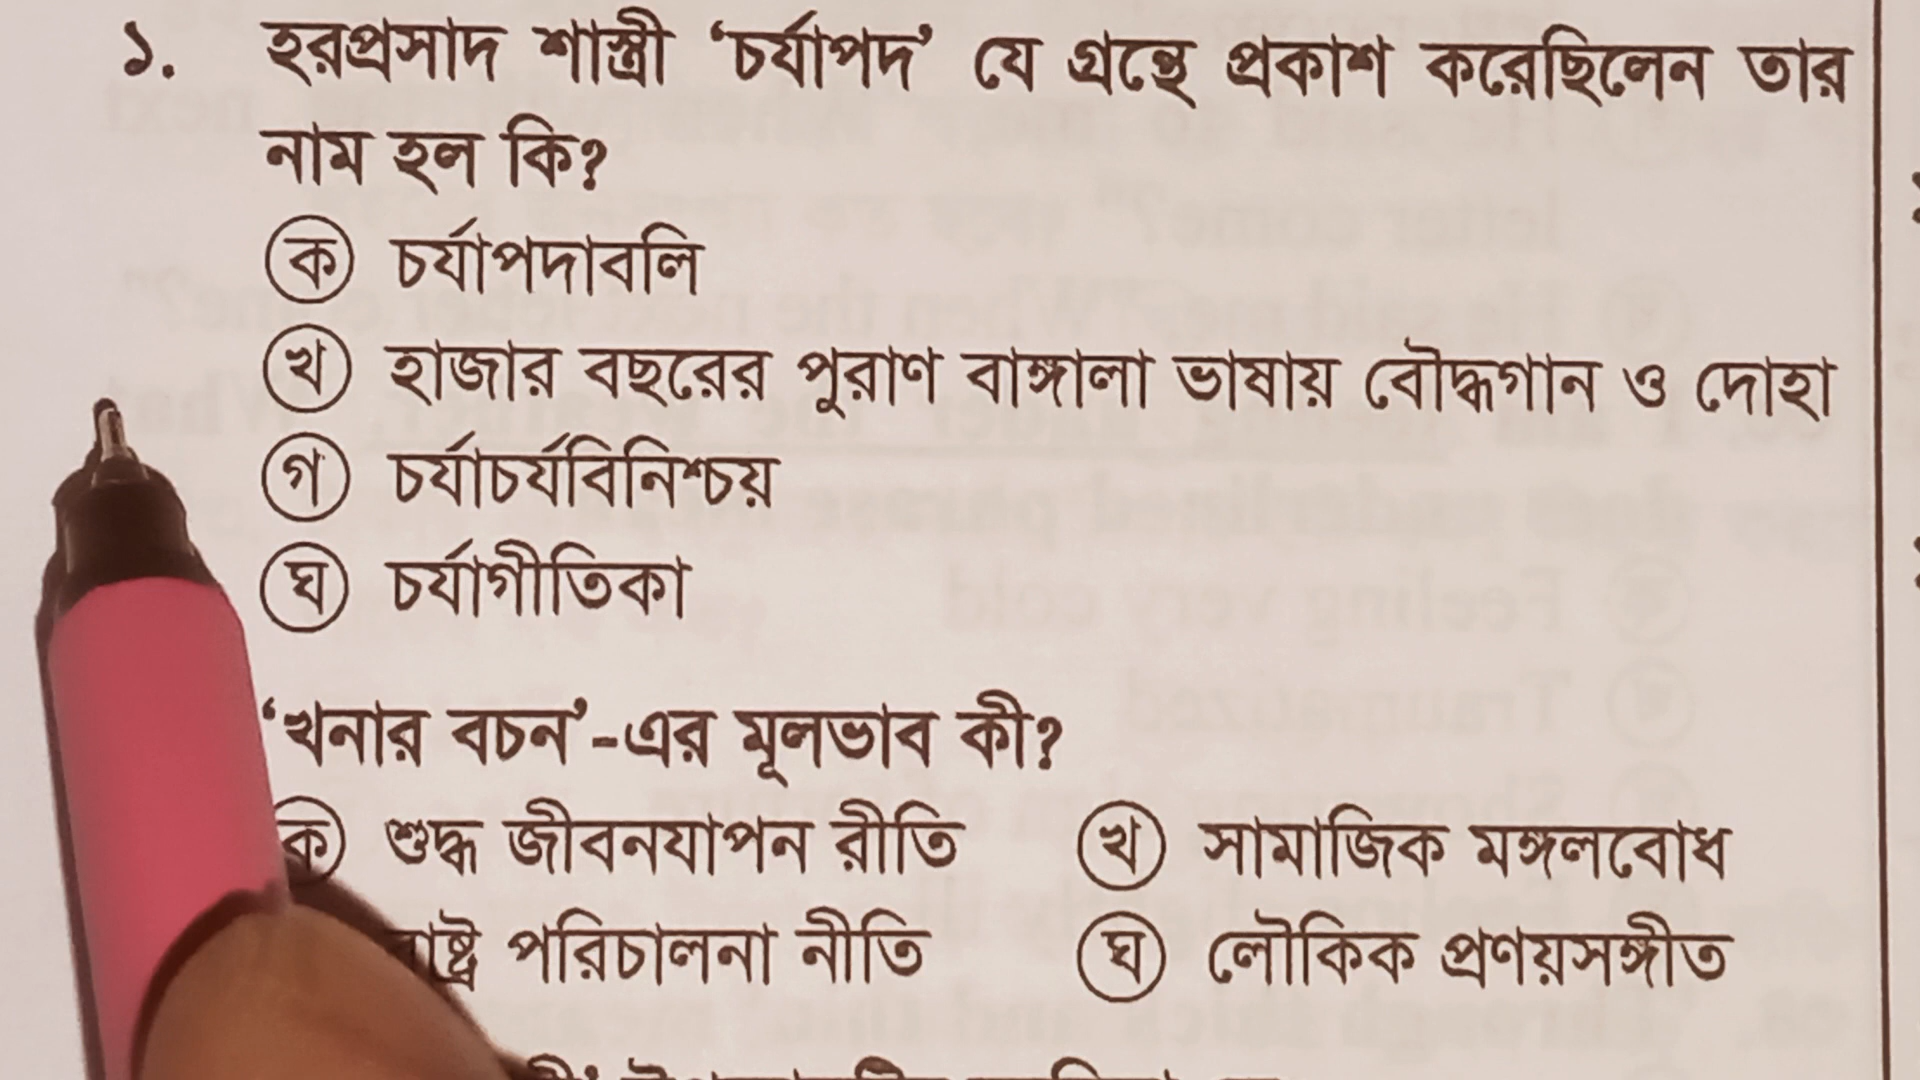 ১. হরপ্রসাদ শাস্ত্রী ‘চর্যাপদ’ যে গ্রন্থে প্রকাশ করেছিলেন তার
নাম হল কি?
ক চর্যাপদাবলি
খ হাজার বছরের পুরাণ বাঙ্গালা ভাষায় বৌদ্ধগান ও দোহা
গ চর্যাচর্যবিনিশ্চয়
ঘ চর্যাগীতিকা
‘খনার বচন’-এর মূলভাব কী?
ক শুদ্ধ জীবনযাপন রীতি খ সামাজিক মঙ্গলবোধ
পরিচালনা নীতি ঘ লৌকিক প্রণয়সঙ্গীত